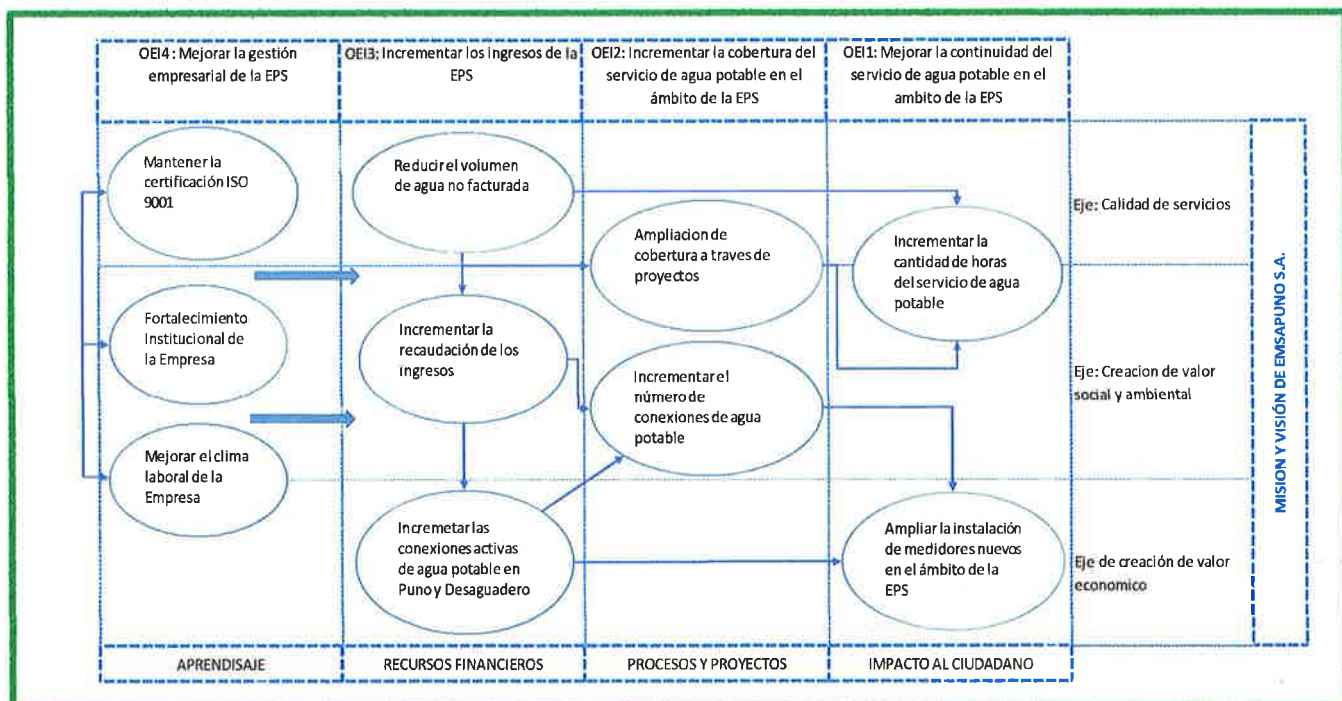 OEI4: Mejorar la gestión
empresarial de la EPS
OEI3: Incrementar los ingresos de la
EPS
OEI2: Incrementar la cobertura del
servicio de agua potable en el
ámbito de la EPS
OEI1: Mejorar la continuidad del
servicio de agua potable en el
ambito de la EPS
Mantener la
certificación ISO
9001
Fortalecimiento
Institucional de
la Empresa
Mejorar el clima
laboral de la
Empresa
Reducir el volumen
de agua no facturada
Incrementar la
recaudación de los
ingresos
Incremetar las
conexiones activas
de agua potable en
Puno y Desaguadero
Ampliacion de
cobertura a traves de
proyectos
Incrementar el
número de
conexiones de agua
potable
Incrementar la
cantidad de horas
del servicio de agua
potable
Ampliar la instalación
de medidores nuevos
en el ámbito de la
EPS
Eje: Calidad de servicios
Eje: Creacion de valor
social y ambiental
Eje de creación de valor
economico
MISION Y VISIÓN DE EMSAPUNO S.A.
APRENDISAJE
RECURSOS FINANCIEROS
PROCESOS Y PROYECTOS
IMPACTO AL CIUDADANO